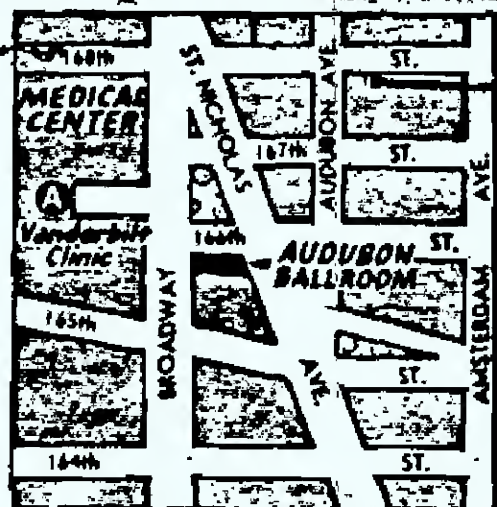 168th
ST.
MEDICAL
CENTER
ST. NICHOLAS
AUDUBON AVE.
167th
ST.
AVE.
A
Vanderbilt
Clinic
166th
ST.
AUDUBON
BALLROOM
BROADWAY
AMSTERDAM
165th
AVE.
ST.
164th
ST.